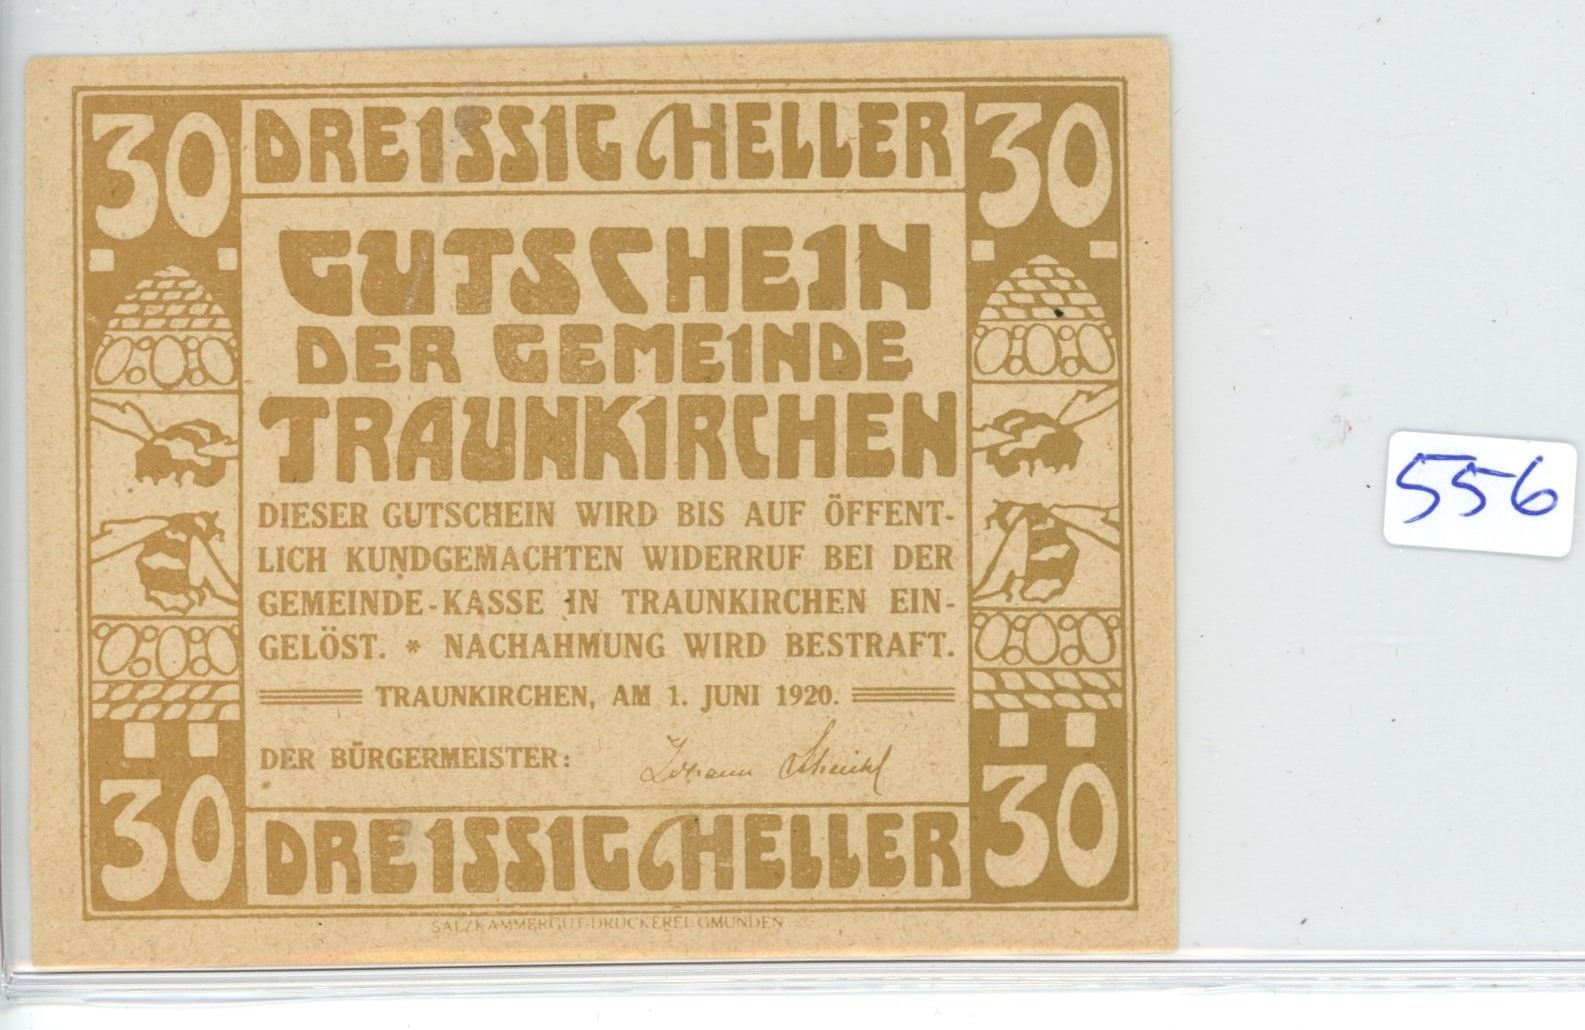 30 DREISSIG HELLER 30
GUTSCHEIN
DER GEMEINDE
TRAUNKIRCHEN
DIESER GUTSCHEIN WIRD BIS AUF ÖFFENT-
LICH KUNDGEMACHTEN WIDERRUF BEI DER
GEMEINDE-KASSE IN TRAUNKIRCHEN EIN-
GELÖST. * NACHAHMUNG WIRD BESTRAFT.
TRAUNKIRCHEN, AM 1. JUNI 1920.
DER BÜRGERMEISTER: Johann
30 DREISSIG HELLER 30
SALZKAMMERGUT-DRUCKEREI GMUNDEN
556